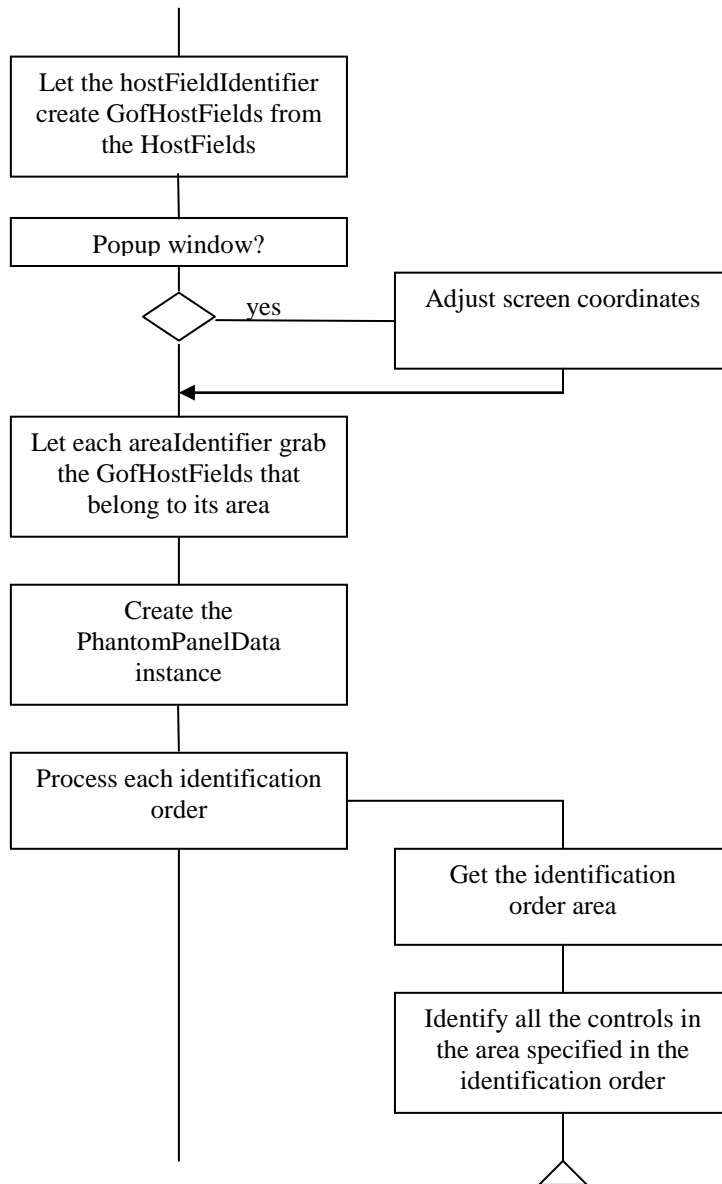 Let the hostFieldIdentifier
create GofHostFields from
the HostFields
Popup window?
yes
Adjust screen coordinates
Let each areaIdentifier grab
the GofHostFields that
belong to its area
Create the
PhantomPanelData
instance
Process each identification
order
Get the identification
order area
Identify all the controls in
the area specified in the
identification order